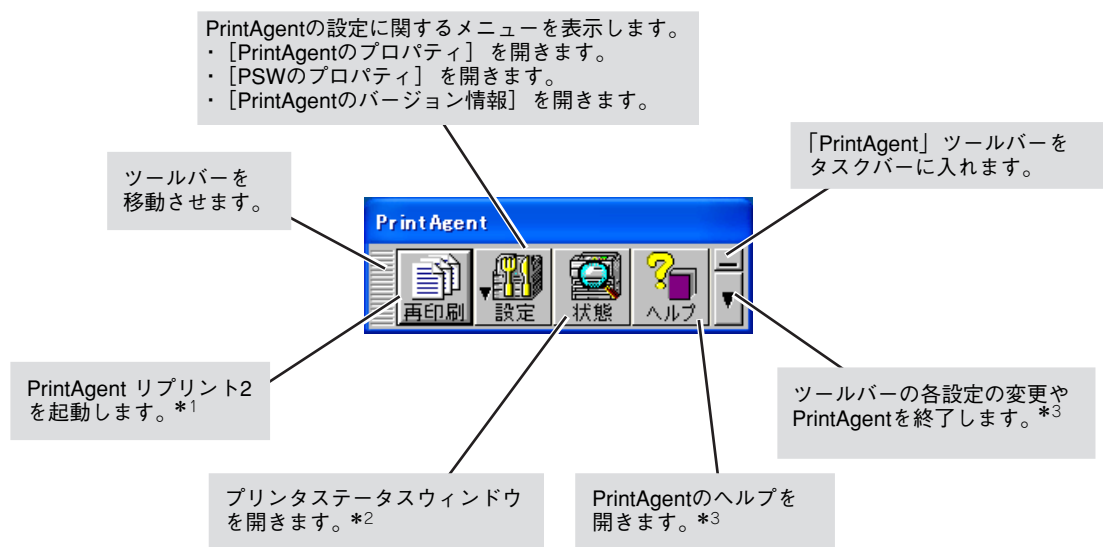 PrintAgentの設定に関するメニューを表示します。
・［PrintAgentのプロパティ］を開きます。
・［PSWのプロパティ］を開きます。
・［PrintAgentのバージョン情報］を開きます。
「PrintAgent」ツールバーを
タスクバーに入れます。
ツールバーを
移動させます。
PrintAgent
再印刷
設定
状態
ヘルプ
PrintAgent リプリント2
を起動します。*1
ツールバーの各設定の変更や
PrintAgentを終了します。*3
プリンタステータスウィンドウ
を開きます。*2
PrintAgentのヘルプを
開きます。*3